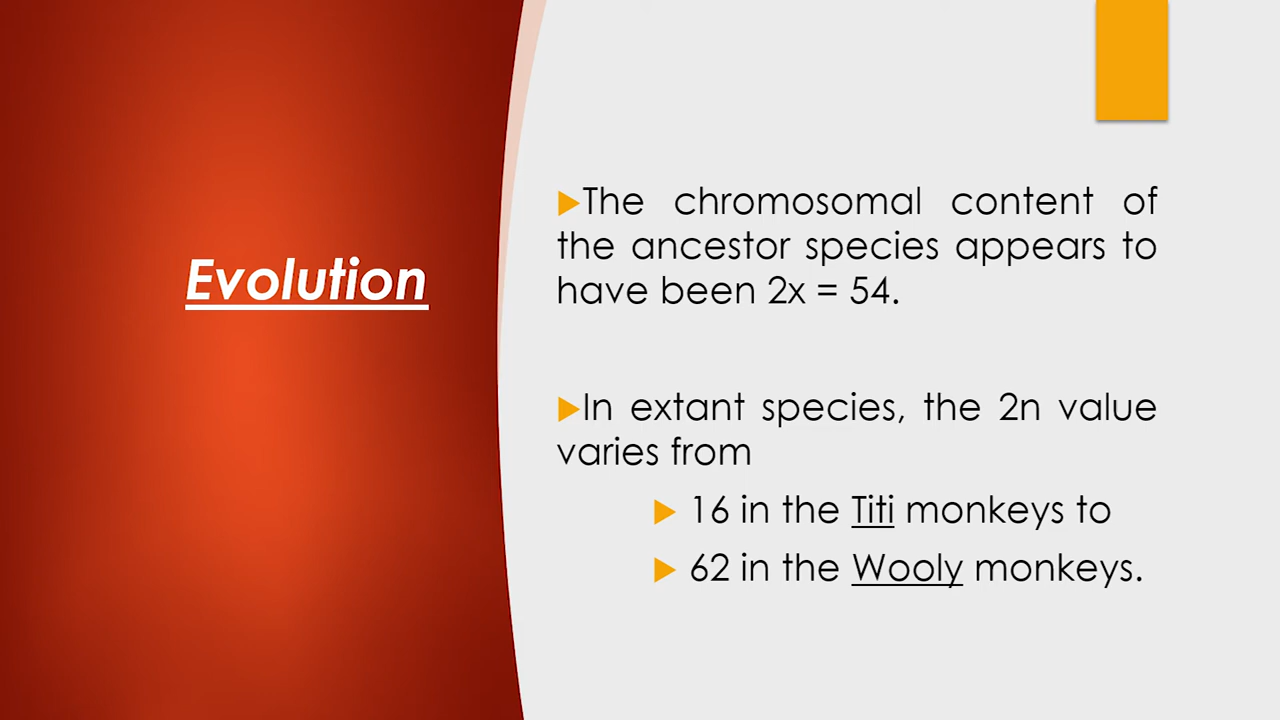 Evolution
The chromosomal content of
the ancestor species appears to
have been 2x = 54.
In extant species, the 2n value
varies from
16 in the Titi monkeys to
62 in the Wooly monkeys.